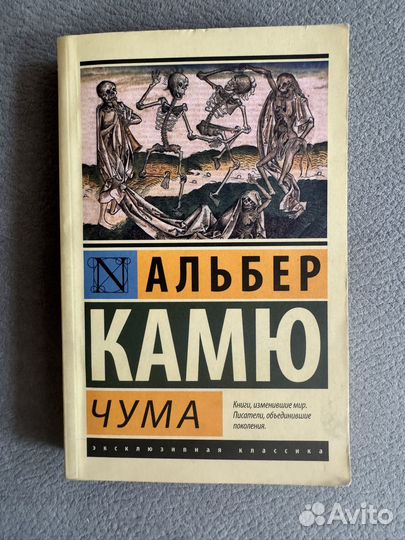 N АЛЬБЕР
КАМЮ
ЧУМА
Книги, изменившие мир.
Писатели, объединившие
поколения.
эксклюзивная классика
Avito